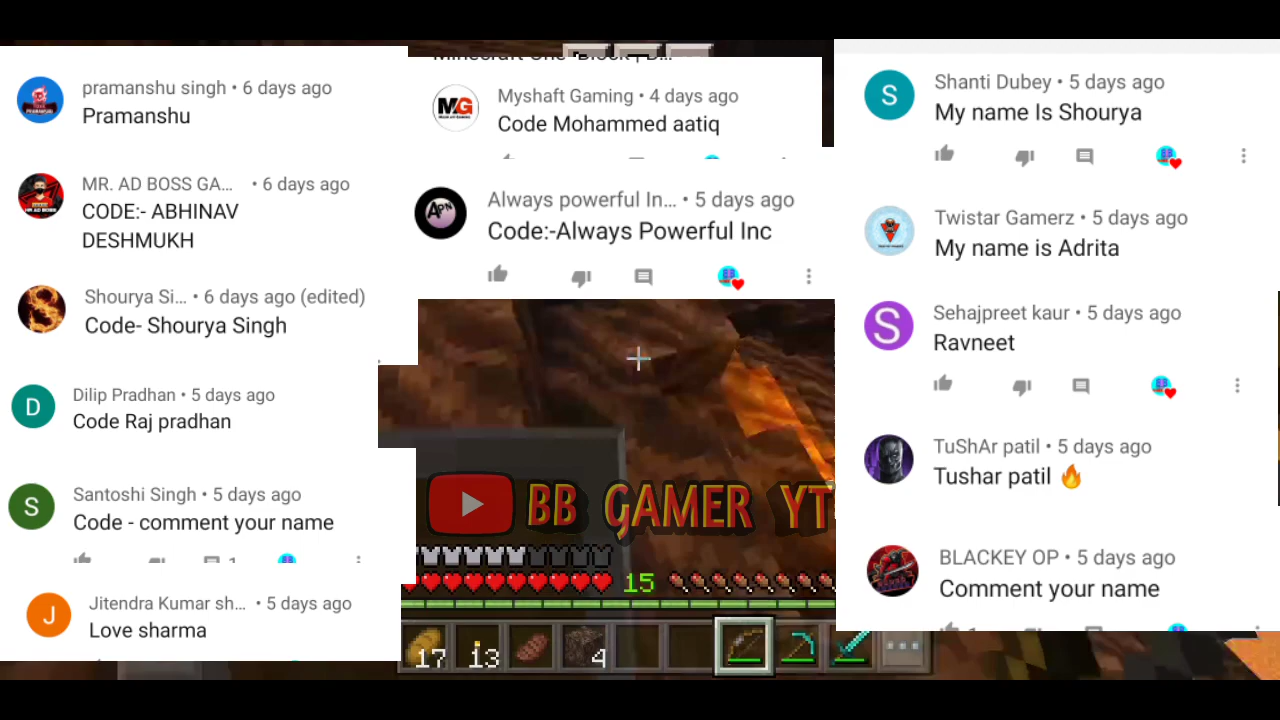 pramanshu singh • 6 days ago
Pramanshu
MR. AD BOSS GA... • 6 days ago
CODE:- ABHINAV
DESHMUKH
Shourya Si... • 6 days ago (edited)
Code- Shourya Singh
D
Dilip Pradhan • 5 days ago
Code Raj pradhan
S
Santoshi Singh • 5 days ago
Code - comment your name
1
J
Jitendra Kumar sh... • 5 days ago
Love sharma
Minecraft One Block
MG
Myshaft Gaming • 4 days ago
Code Mohammed aatiq
APN
Always powerful In... • 5 days ago
Code:-Always Powerful Inc
BB GAMER YT
15
17
13
4
S
Shanti Dubey • 5 days ago
My name Is Shourya
Twistar Gamerz • 5 days ago
My name is Adrita
S
Sehajpreet kaur • 5 days ago
Ravneet
TuShAr patil • 5 days ago
Tushar patil 🔥
BLACKEY OP • 5 days ago
Comment your name